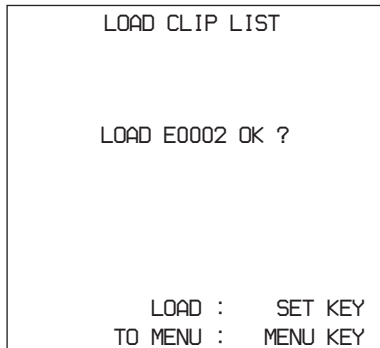 LOAD CLIP LIST
LOAD E0002 OK ?
LOAD : SET KEY
TO MENU : MENU KEY